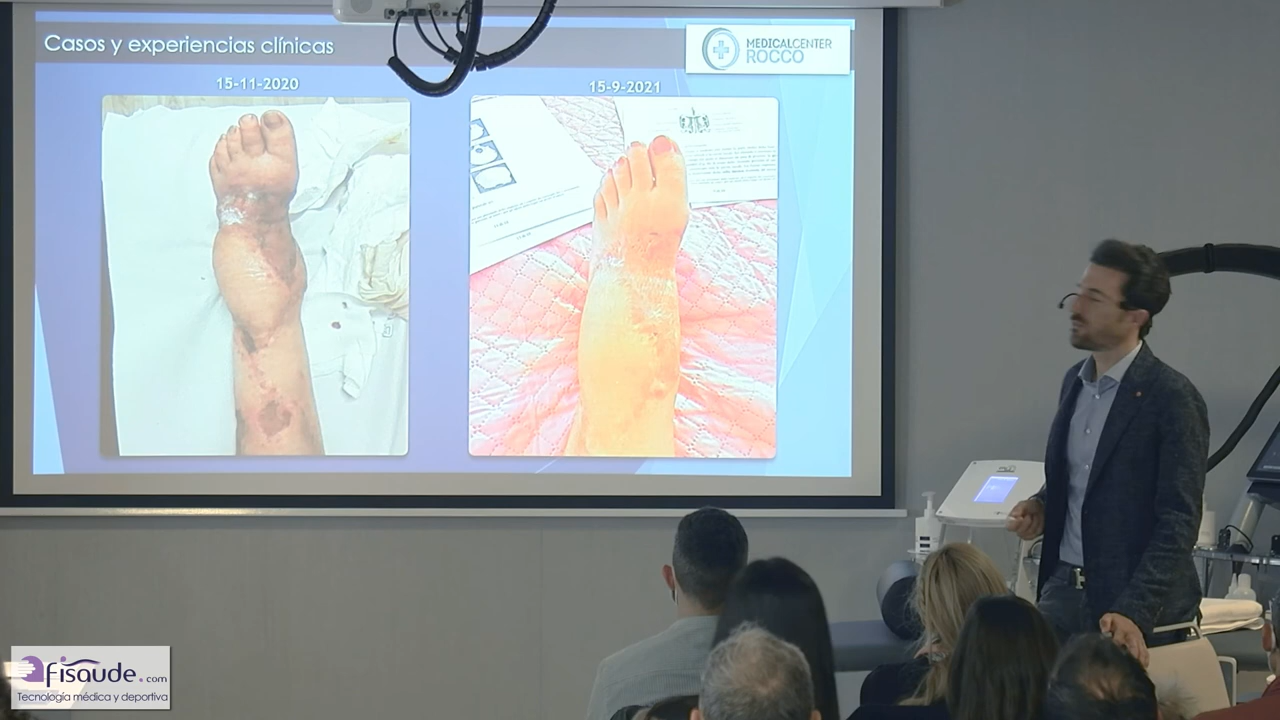 Casos y experiencias clínicas
MEDICALCENTER
ROCCO
15-11-2020
15-9-2021
fisaude.com
Tecnología médica y deportiva